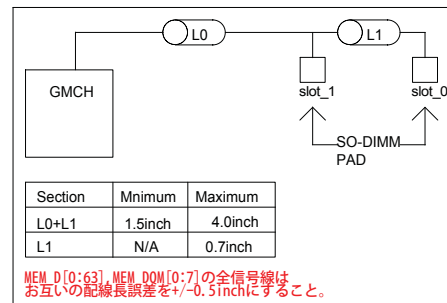 L0
L1
GMCH
slot_1
slot_0
SO-DIMM
PAD
Section Mnimum Maximum
L0+L1 1.5inch 4.0inch
L1 N/A 0.7inch
MEM_D[0:63],MEM_DQM[0:7]の全信号線は
お互いの配線長誤差を+/-0.5inchにすること。